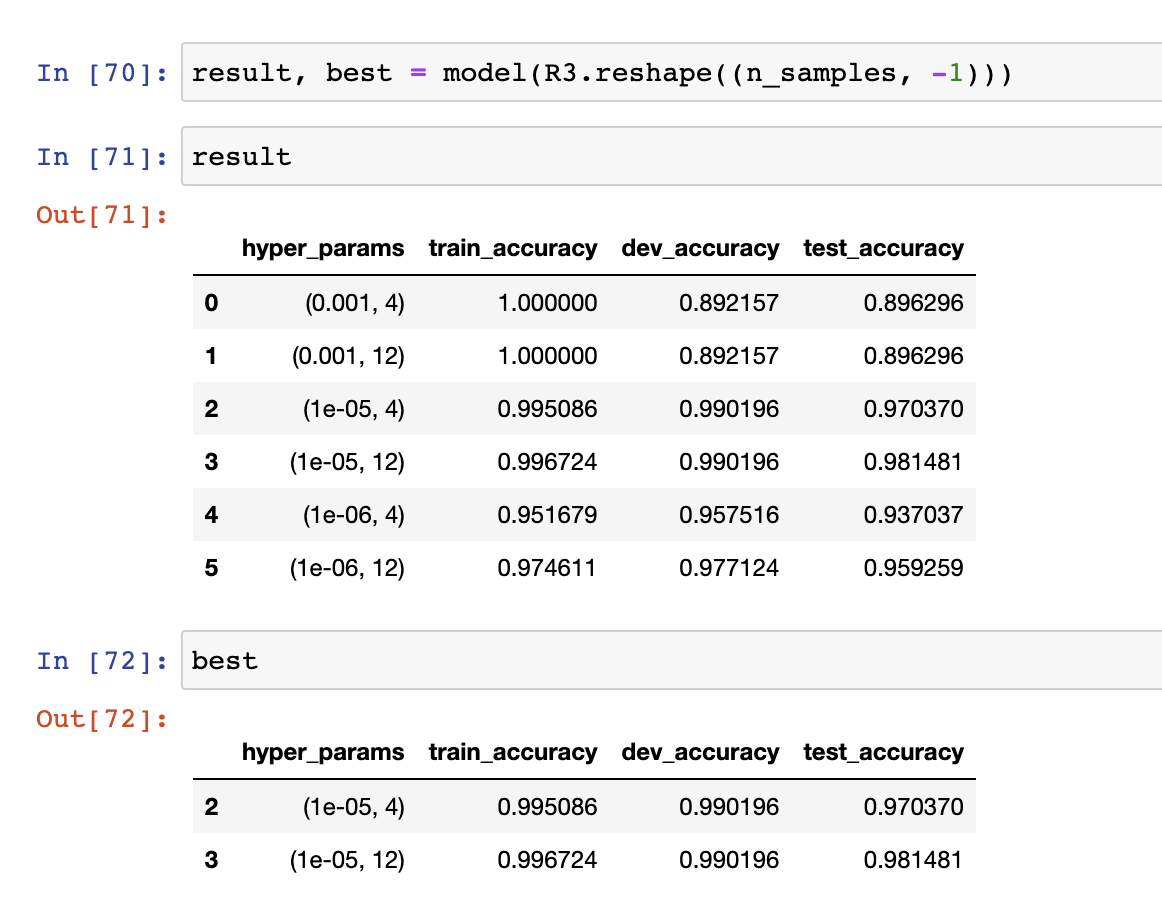 In [70]: result, best = model(R3.reshape((n_samples, -1)))
In [71]: result
Out[71]:
hyper_params train_accuracy dev_accuracy test_accuracy
0 (0.001, 4) 1.000000 0.892157 0.896296
1 (0.001, 12) 1.000000 0.892157 0.896296
2 (1e-05, 4) 0.995086 0.990196 0.970370
3 (1e-05, 12) 0.996724 0.990196 0.981481
4 (1e-06, 4) 0.951679 0.957516 0.937037
5 (1e-06, 12) 0.974611 0.977124 0.959259
In [72]: best
Out[72]:
hyper_params train_accuracy dev_accuracy test_accuracy
2 (1e-05, 4) 0.995086 0.990196 0.970370
3 (1e-05, 12) 0.996724 0.990196 0.981481